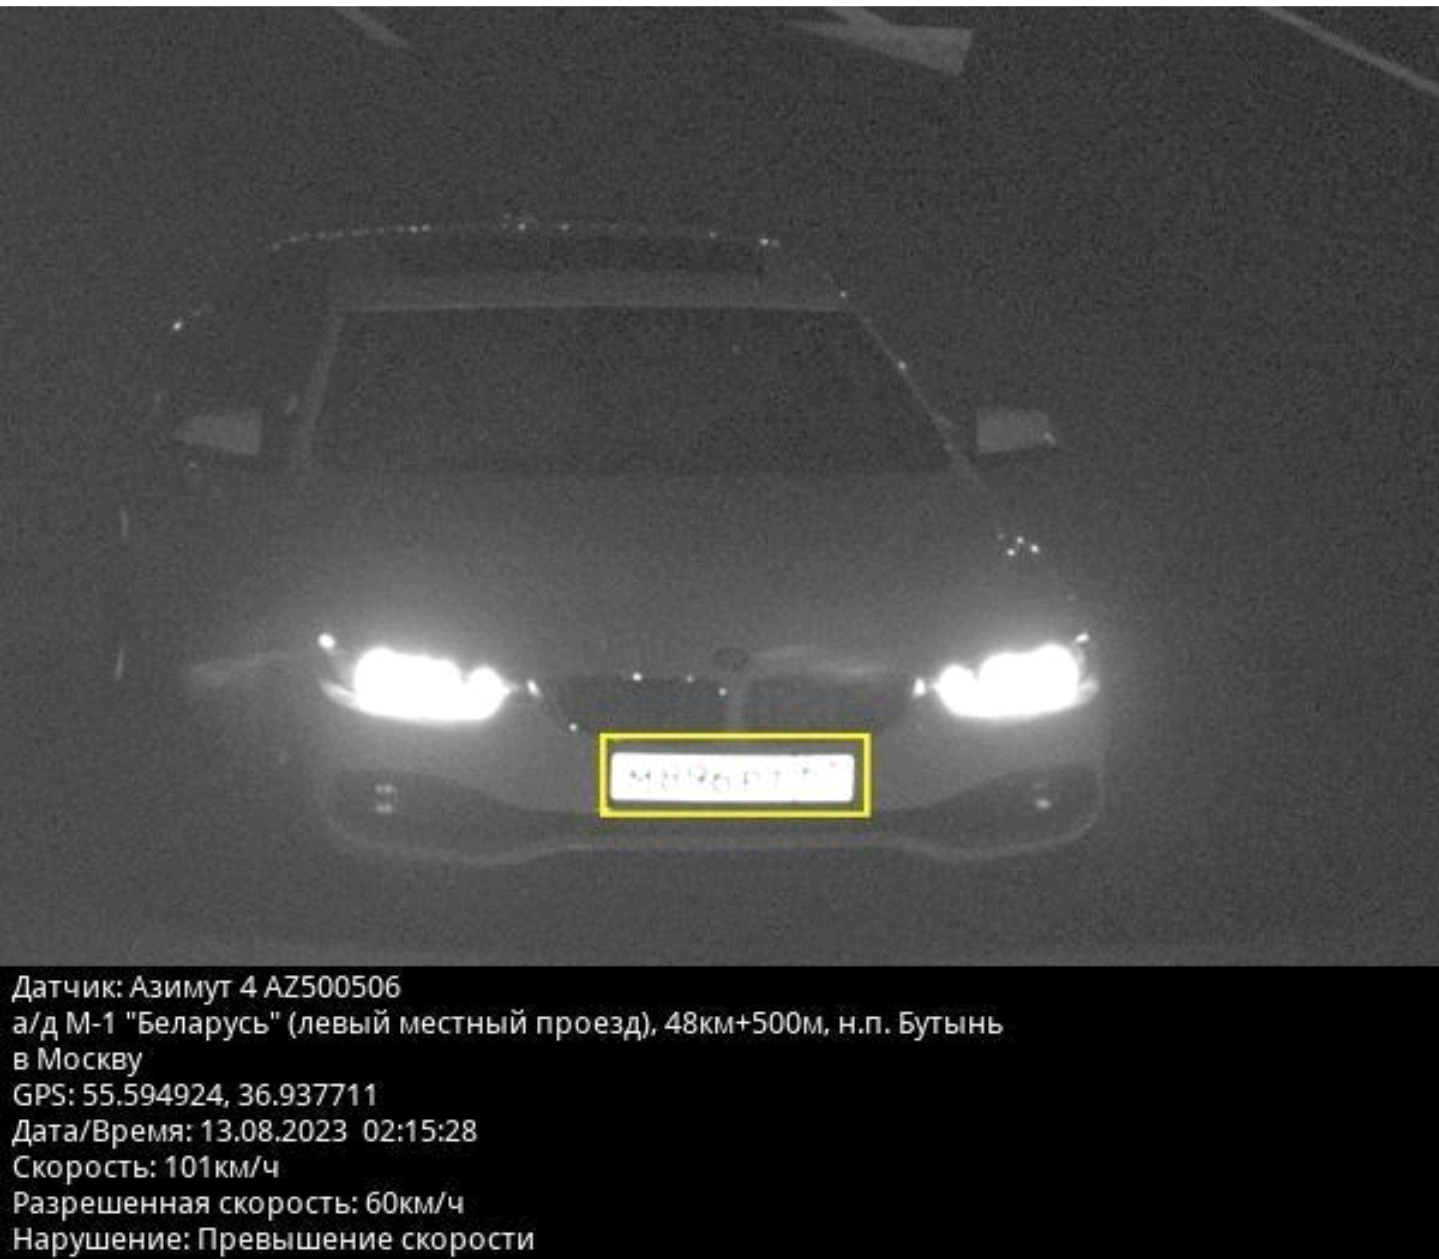 Датчик: Азимут 4 AZ500506
а/д М-1 "Беларусь" (левый местный проезд), 48км+500м, н.п. Бутынь
в Москву
GPS: 55.594924, 36.937711
Дата/Время: 13.08.2023 02:15:28
Скорость: 101км/ч
Разрешенная скорость: 60км/ч
Нарушение: Превышение скорости